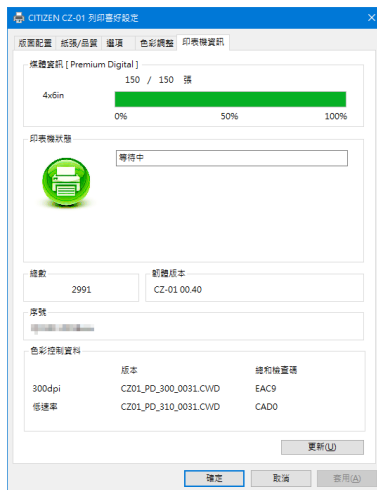 CITIZEN CZ-01 列印喜好設定
版面配置 紙張/品質 選項 色彩調整 印表機資訊
媒體資訊 [ Premium Digital ]
150 / 150 張
4x6in
0% 50% 100%
印表機狀態
等待中
總數
2991
韌體版本
CZ-01 00.40
序號
色彩控制資料
版本 總和檢查碼
300dpi CZ01_PD_300_0031.CWD EAC9
低速率 CZ01_PD_310_0031.CWD CAD0
更新(U)
確定 取消 套用(A)